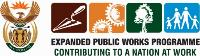 EXPANDED PUBLIC WORKS PROGRAMME
CONTRIBUTING TO A NATION AT WORK